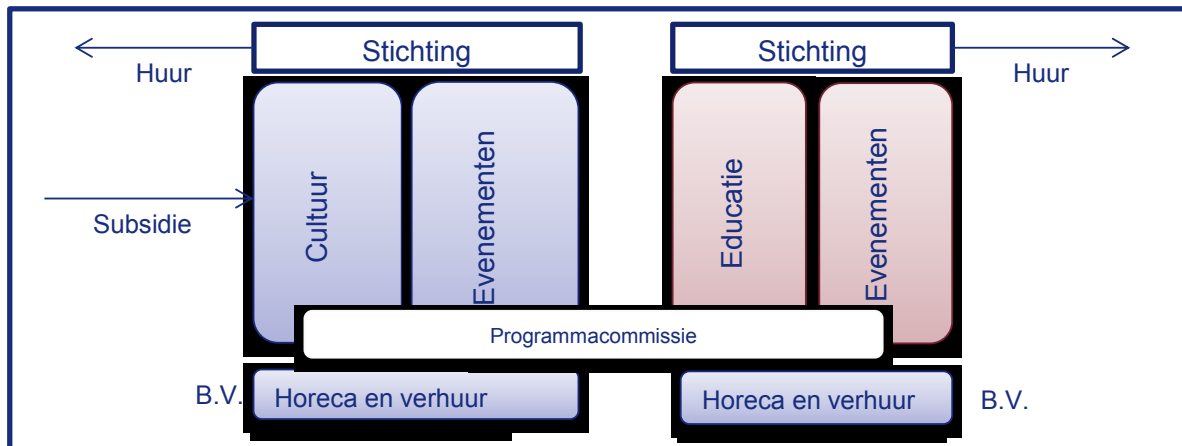 Stichting
Stichting
Huur
Huur
Cultuur
Evenementen
Educatie
Evenementen
Subsidie
Programmacommissie
B.V.
Horeca en verhuur
Horeca en verhuur
B.V.